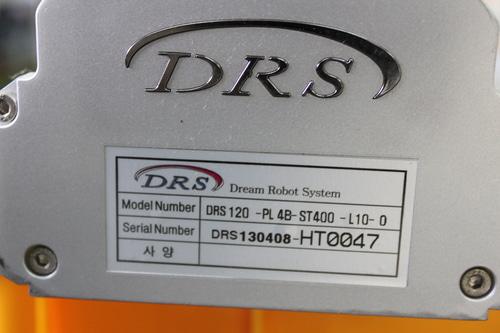 DRS
DRS Dream Robot System
Model Number DRS 120 -PL 4B-ST400 -L10- 0
Serial Number DRS130408-HT0047
사 양